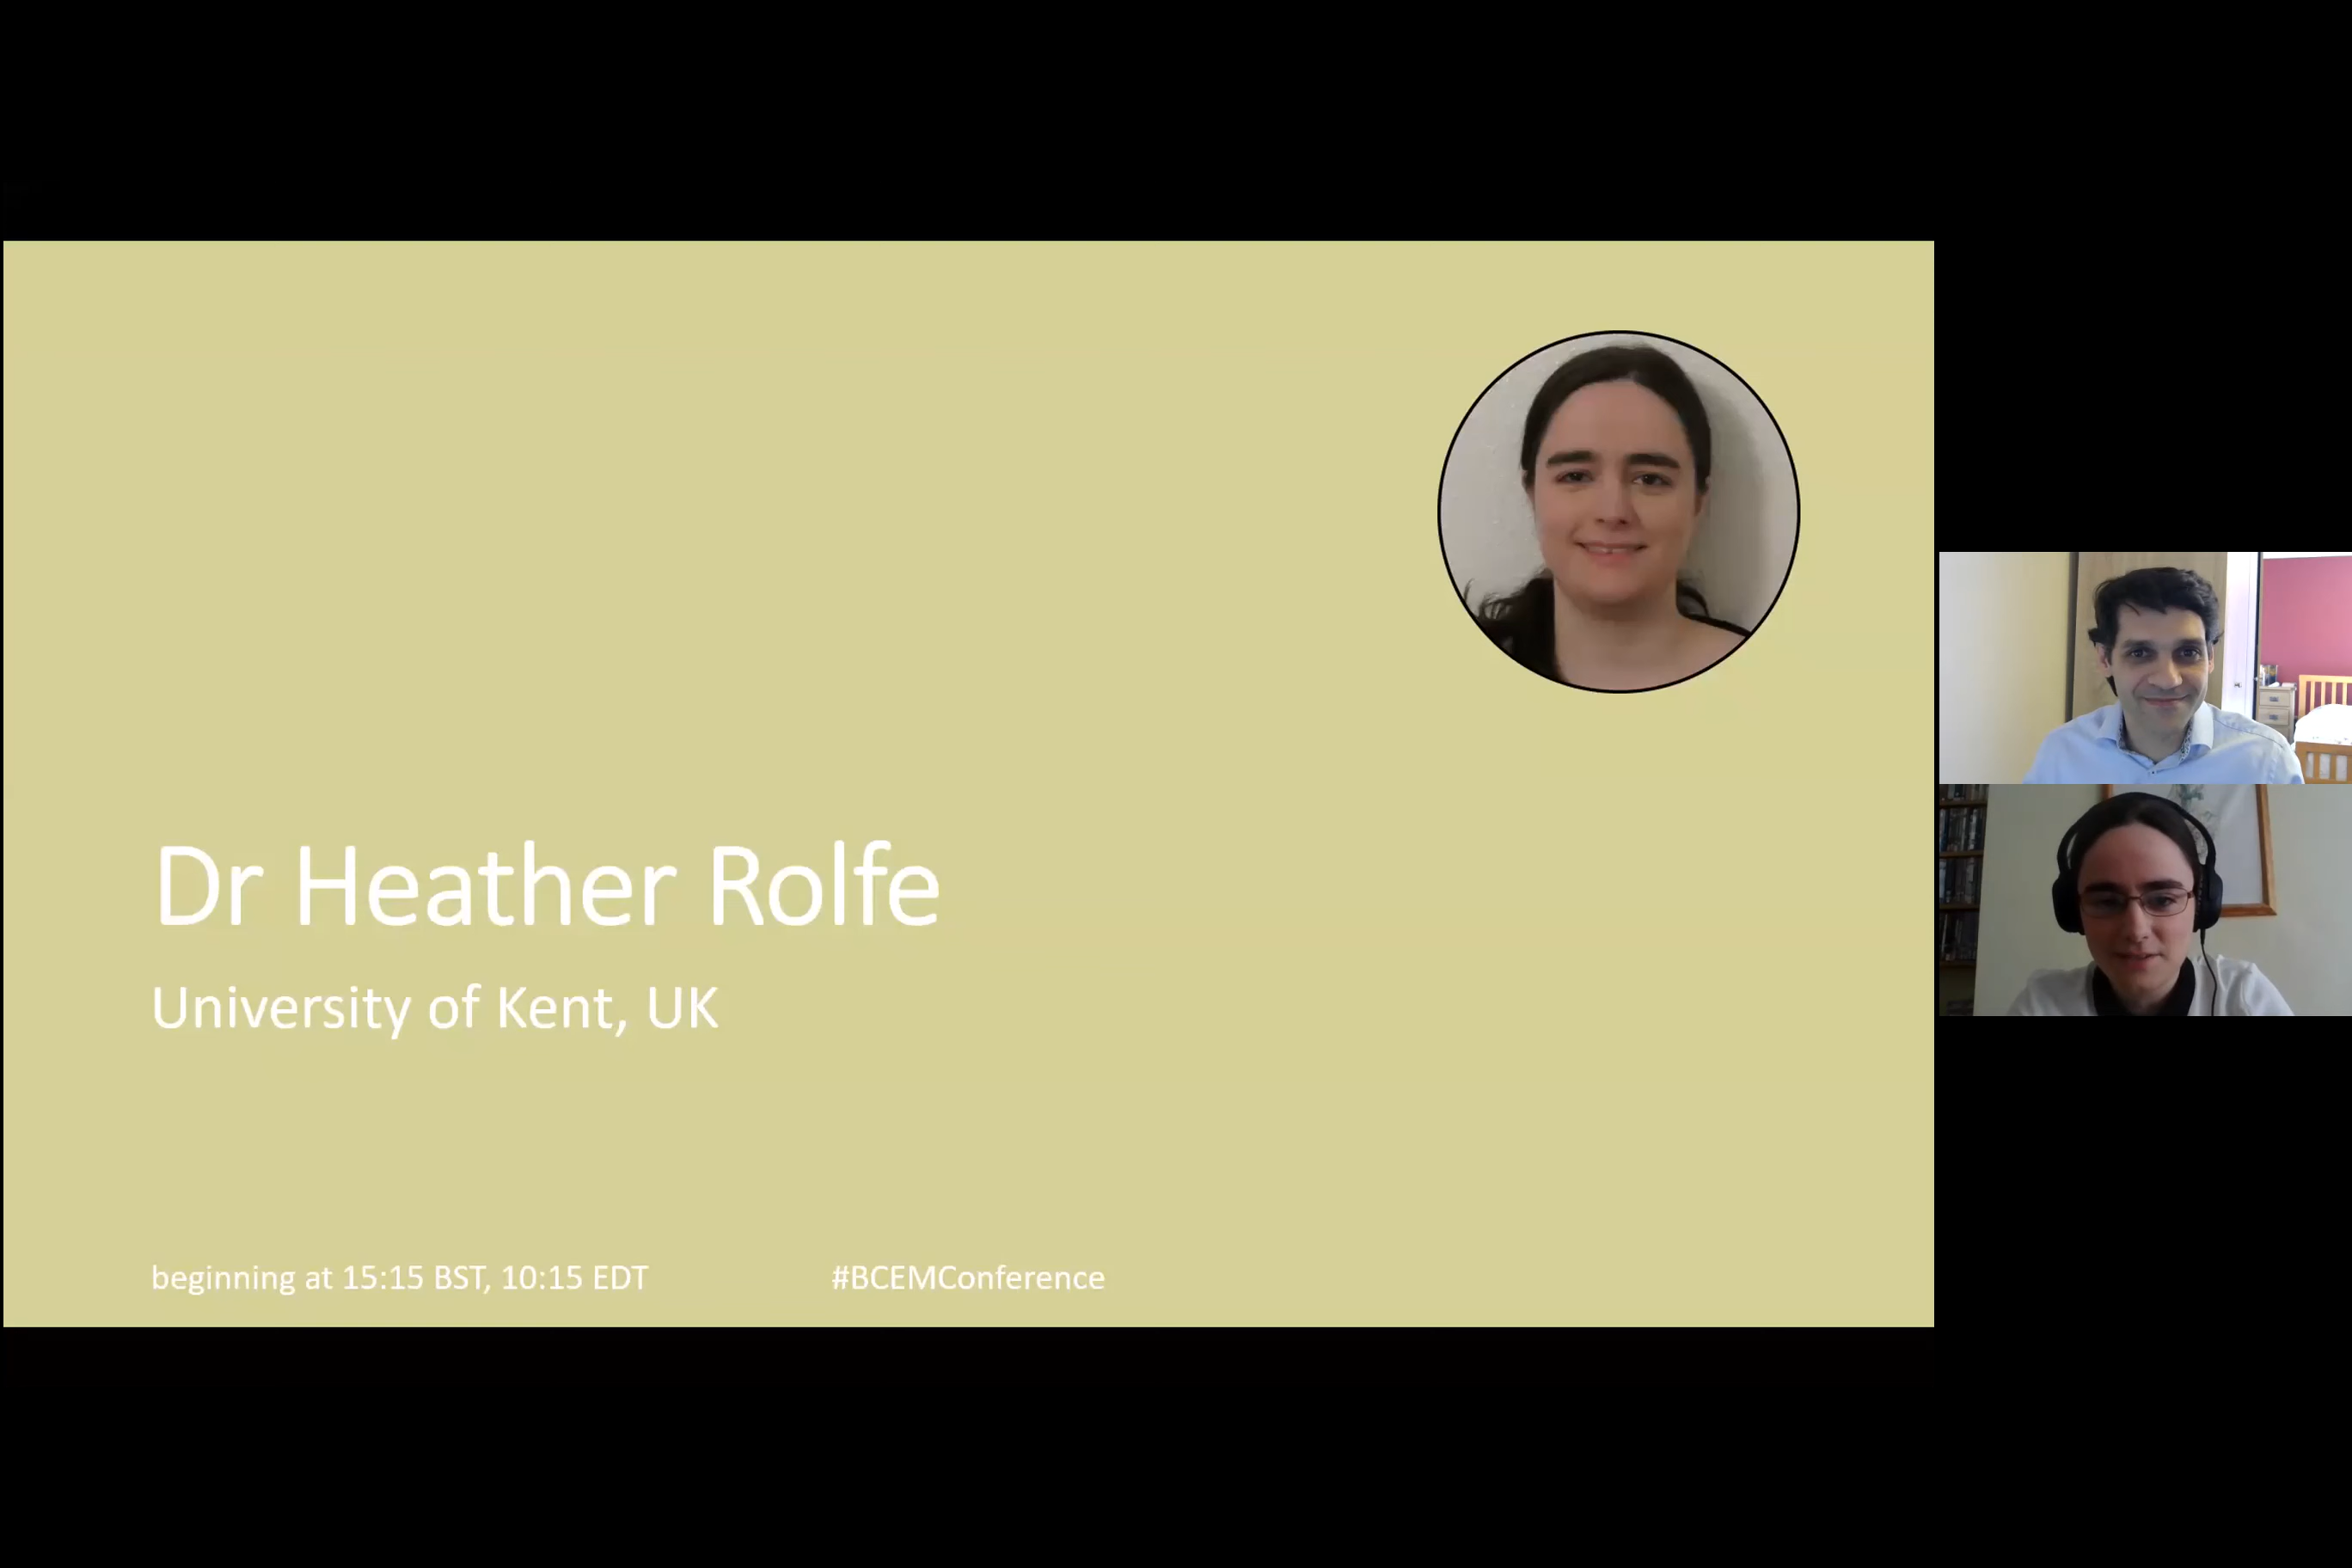 Dr Heather Rolfe
University of Kent, UK
beginning at 15:15 BST, 10:15 EDT
#BCEMConference